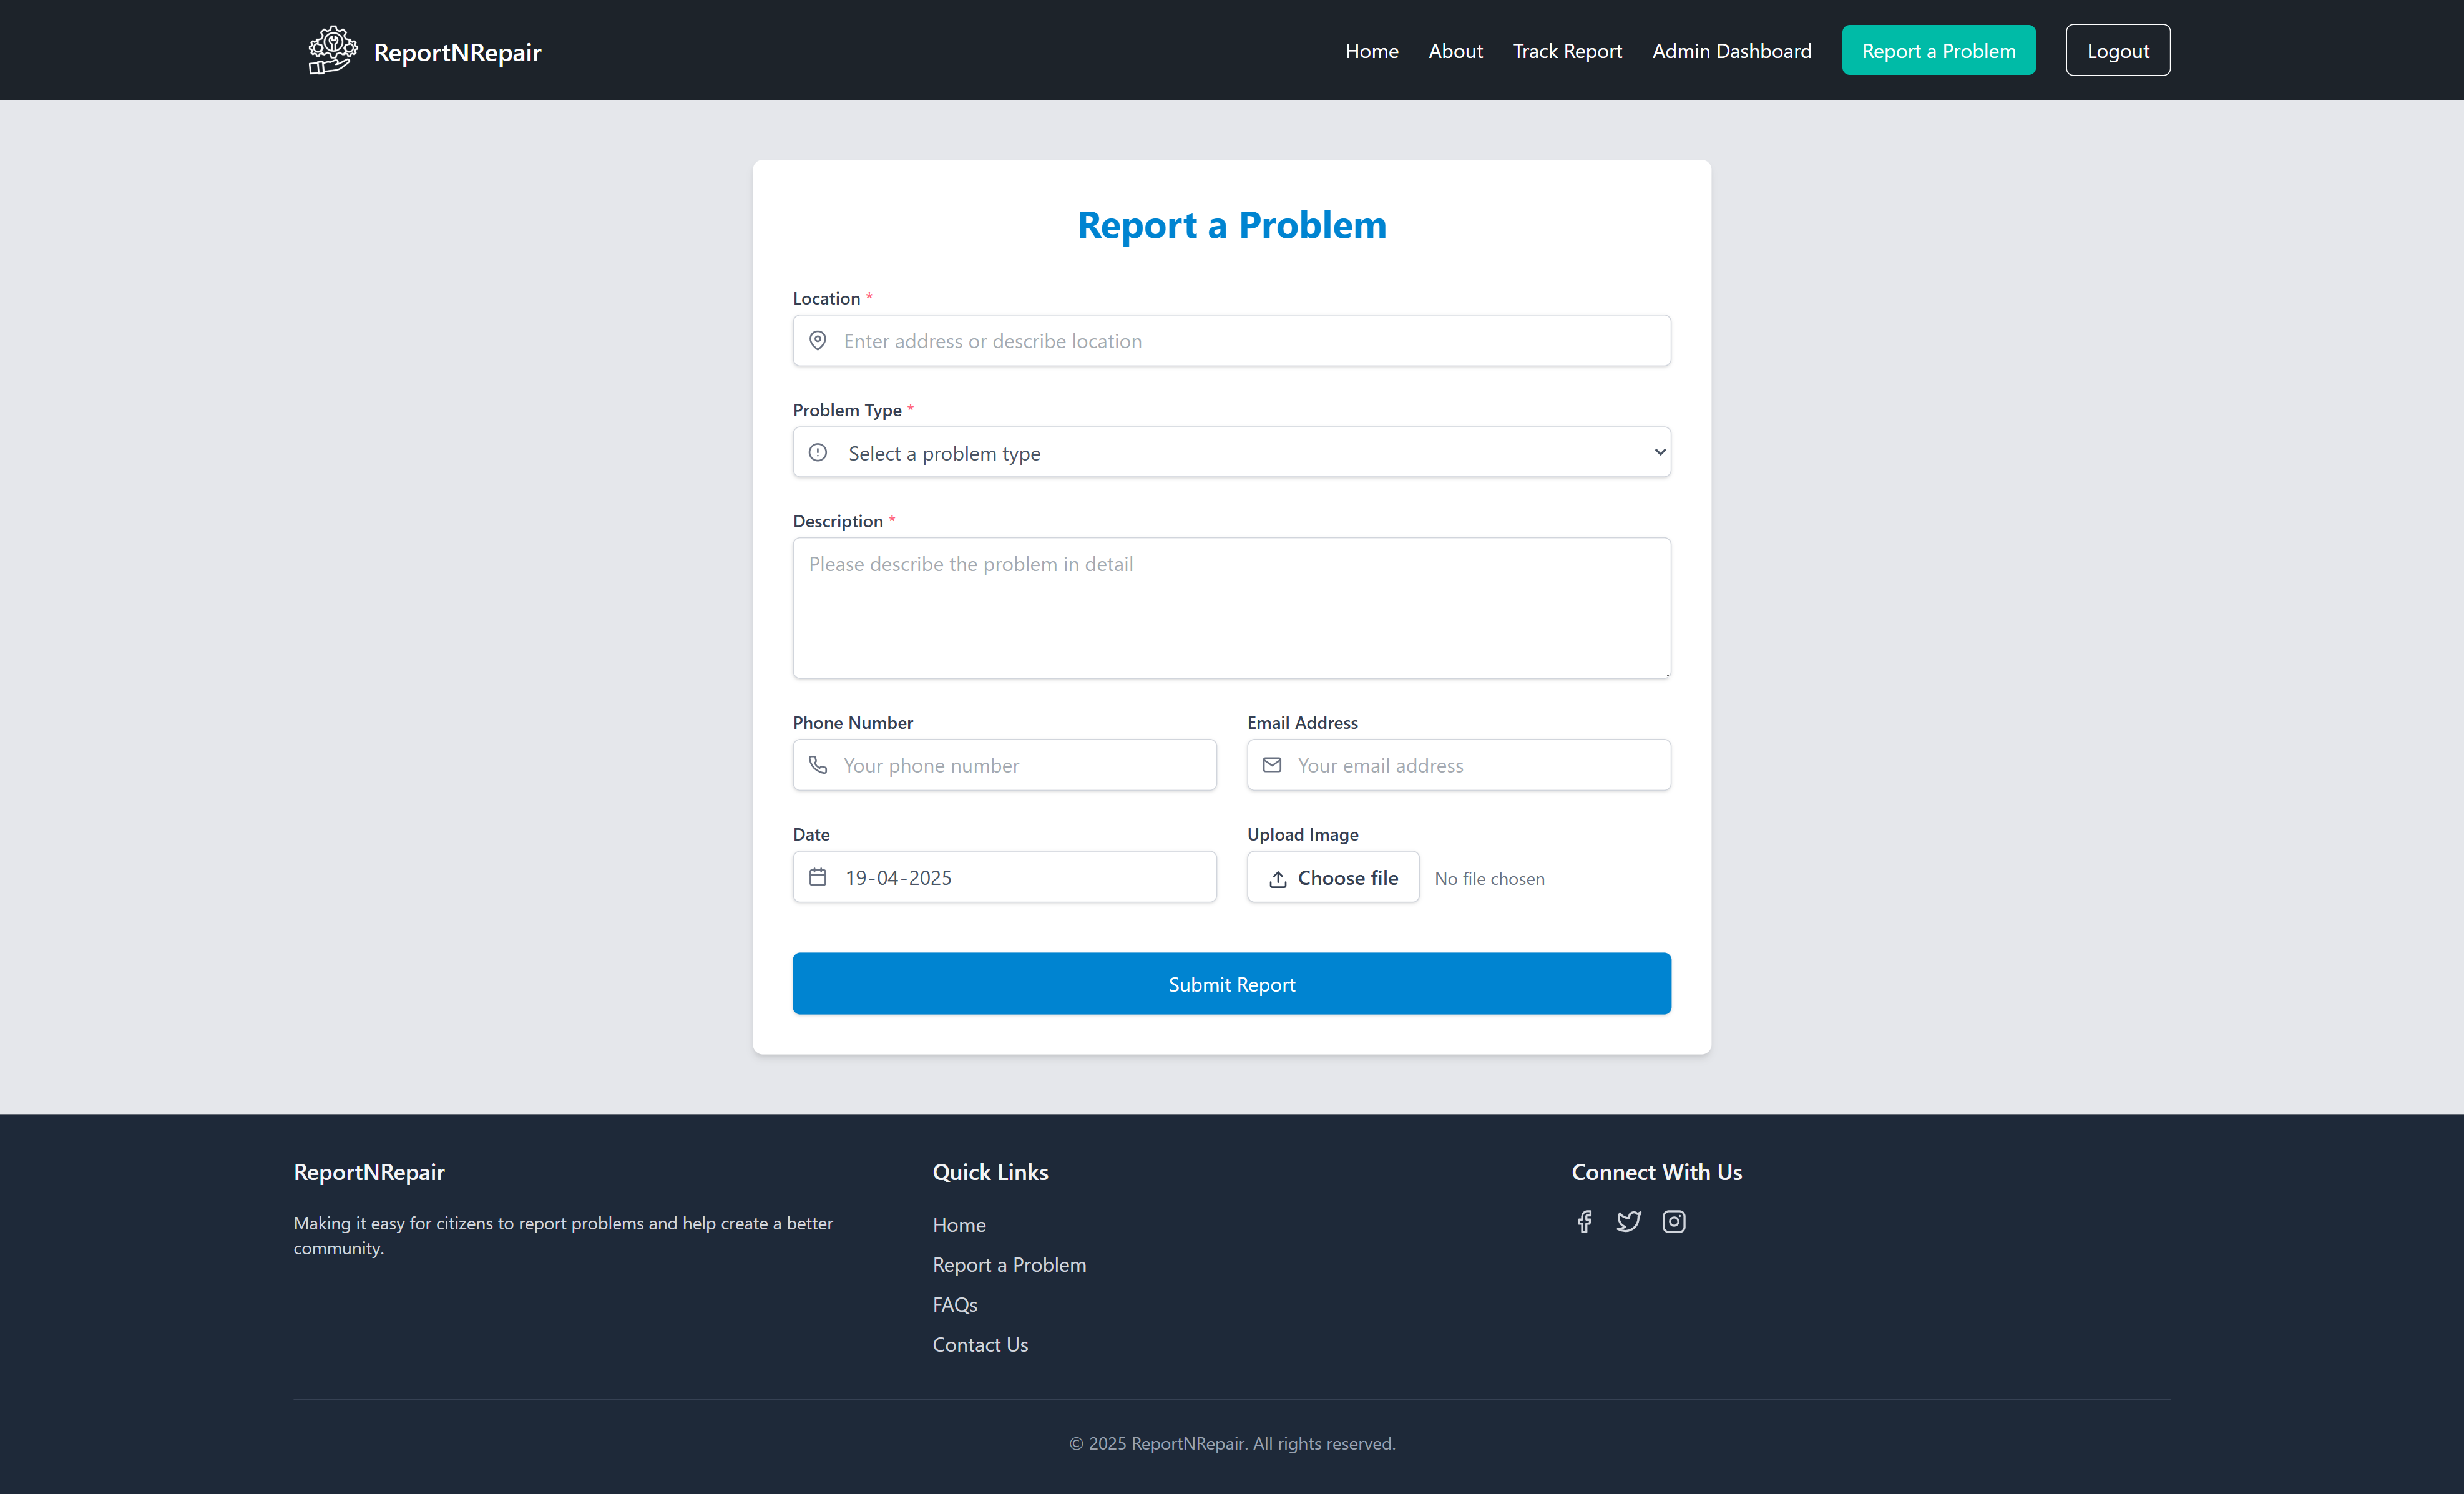 ReportNRepair
Home
About
Track Report
Admin Dashboard
Report a Problem
Logout
Report a Problem
Location *
Enter address or describe location
Problem Type *
Select a problem type
Description *
Please describe the problem in detail
Phone Number
Email Address
Your phone number
Your email address
Date
Upload Image
19-04-2025
Choose file
No file chosen
Submit Report
ReportNRepair
Making it easy for citizens to report problems and help create a better
community.
Quick Links
Home
Report a Problem
FAQs
Contact Us
Connect With Us
© 2025 ReportNRepair. All rights reserved.